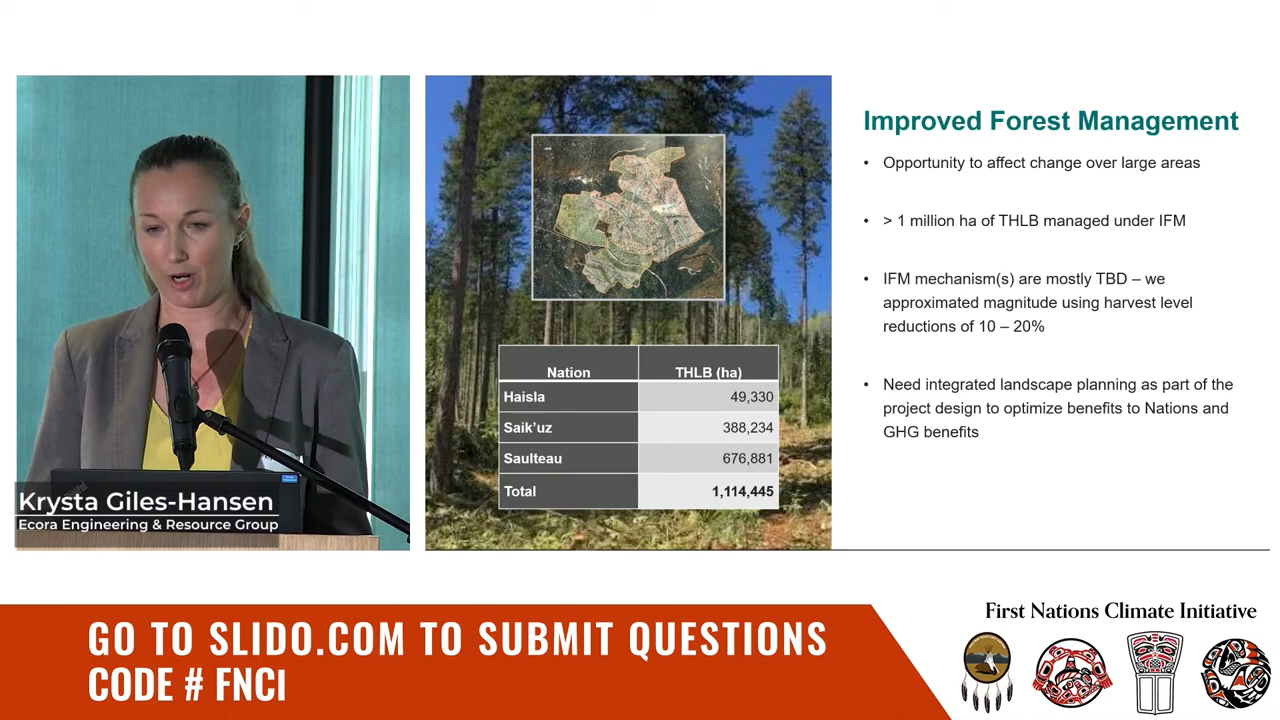 Improved Forest Management
• Opportunity to affect change over large areas
• > 1 million ha of THLB managed under IFM
• IFM mechanism(s) are mostly TBD – we
approximated magnitude using harvest level
reductions of 10 – 20%
• Need integrated landscape planning as part of the
project design to optimize benefits to Nations and
GHG benefits
Nation THLB (ha)
Haisla 49,330
Saik'uz 388,234
Saulteau 676,881
Total 1,114,445
Krysta Giles-Hansen
Ecora Engineering & Resource Group
GO TO SLIDO.COM TO SUBMIT QUESTIONS
CODE # FNCI
First Nations Climate Initiative